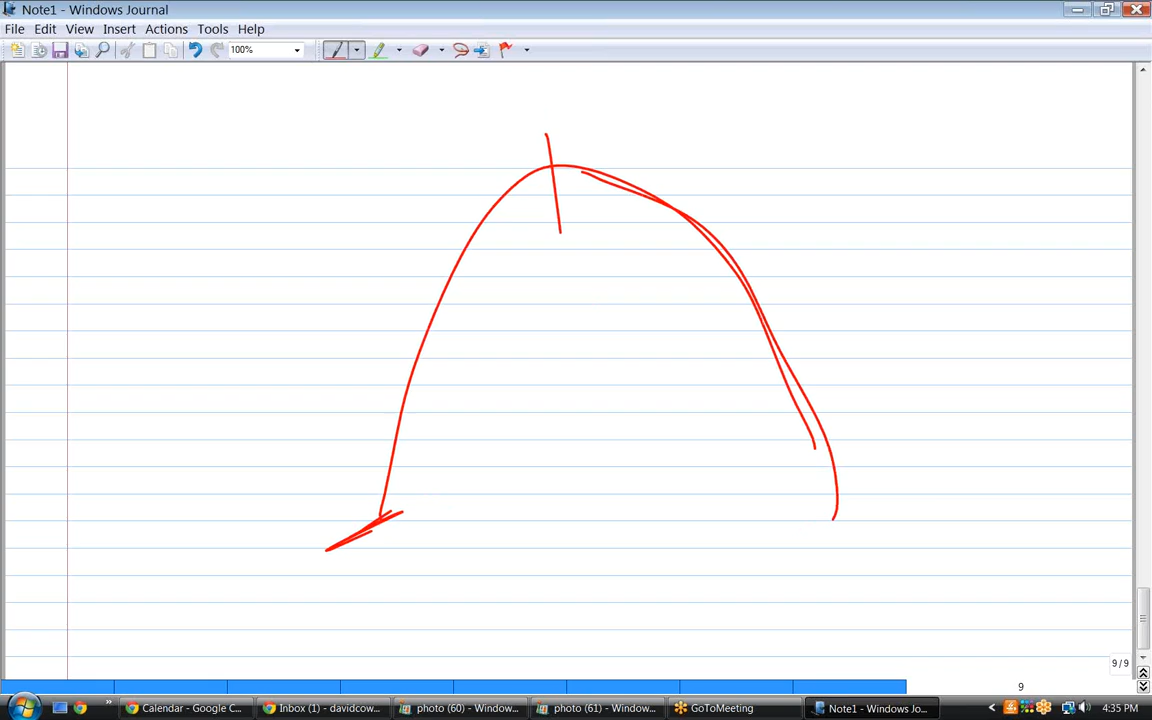 Note1 - Windows Journal
File Edit View Insert Actions Tools Help
100%
9/9
9
Calendar - Google C...
Inbox (1) - davidcow...
photo (60) - Window...
photo (61) - Window...
GoToMeeting
Note1 - Windows Jo...
4:35 PM